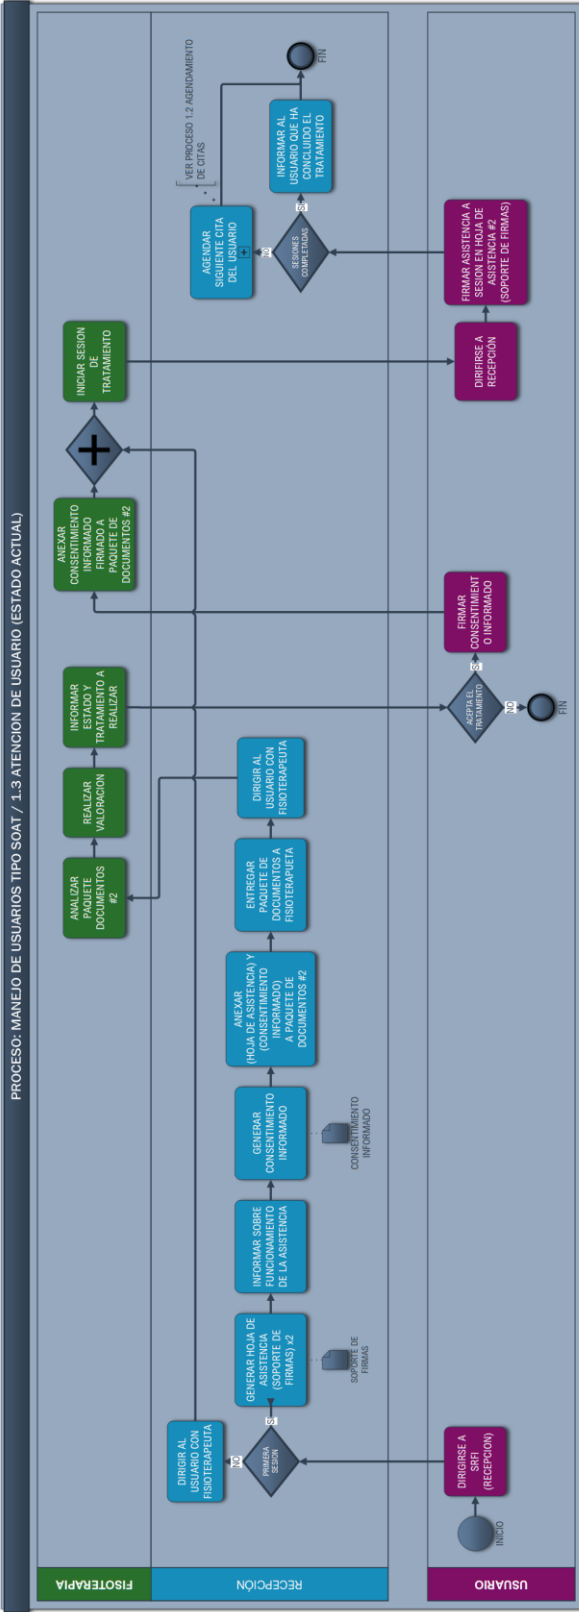 PROCESO: MANEJO DE USUARIOS TIPO SOAT / 1.3 ATENCION DE USUARIO (ESTADO ACTUAL)
FISOTERAPIA
ANALIZAR
PAQUETE
DOCUMENTOS
#2
REALIZAR
VALORACION
INFORMAR
ESTADO Y
TRATAMIENTO A
REALIZAR
ANEXAR
CONSENTIMIENTO
INFORMADO
FIRMADO A
PAQUETE DE
DOCUMENTOS #2
INICIAR SESION
DE
TRATAMIENTO
RECEPCIÓN
DIRIGIR AL
USUARIO CON
FISIOTERAPEUTA
NO
PRIMERA
SESION
SI
GENERAR HOJA DE
ASISTENCIA
(SOPORTE DE
FIRMAS) x2
SOPORTE DE
FIRMAS
INFORMAR SOBRE
FUNCIONAMIENTO
DE LA ASISTENCIA
GENERAR
CONSENTIMIENTO
INFORMADO
CONSENTIMIENTO
INFORMADO
ANEXAR
(HOJA DE ASISTENCIA) Y
(CONSENTIMIENTO
INFORMADO)
A PAQUETE DE
DOCUMENTOS #2
ENTREGAR
PAQUETE DE
DOCUMENTOS A
FISIOTERAPUETA
DIRIGIR AL
USUARIO CON
FISIOTERAPEUTA
AGENDAR
SIGUIENTE CITA
DEL USUARIO
VER PROCESO 1.2 AGENDAMIENTO
DE CITAS
NO
SESIONES
COMPLETADAS
SI
INFORMAR AL
USUARIO QUE HA
CONCLUIDO EL
TRATAMIENTO
FIN
USUARIO
INICIO
DIRIGIRSE A
SRFI
(RECEPCION)
ACEPTA EL
TRATAMIENTO
SI
NO
FIN
FIRMAR
CONSENTIMIENT
O INFORMADO
DIRIFIRSE A
RECEPCIÓN
FIRMAR ASISTENCIA A
SESION EN HOJA DE
ASISTENCIA #2
(SOPORTE DE FIRMAS)